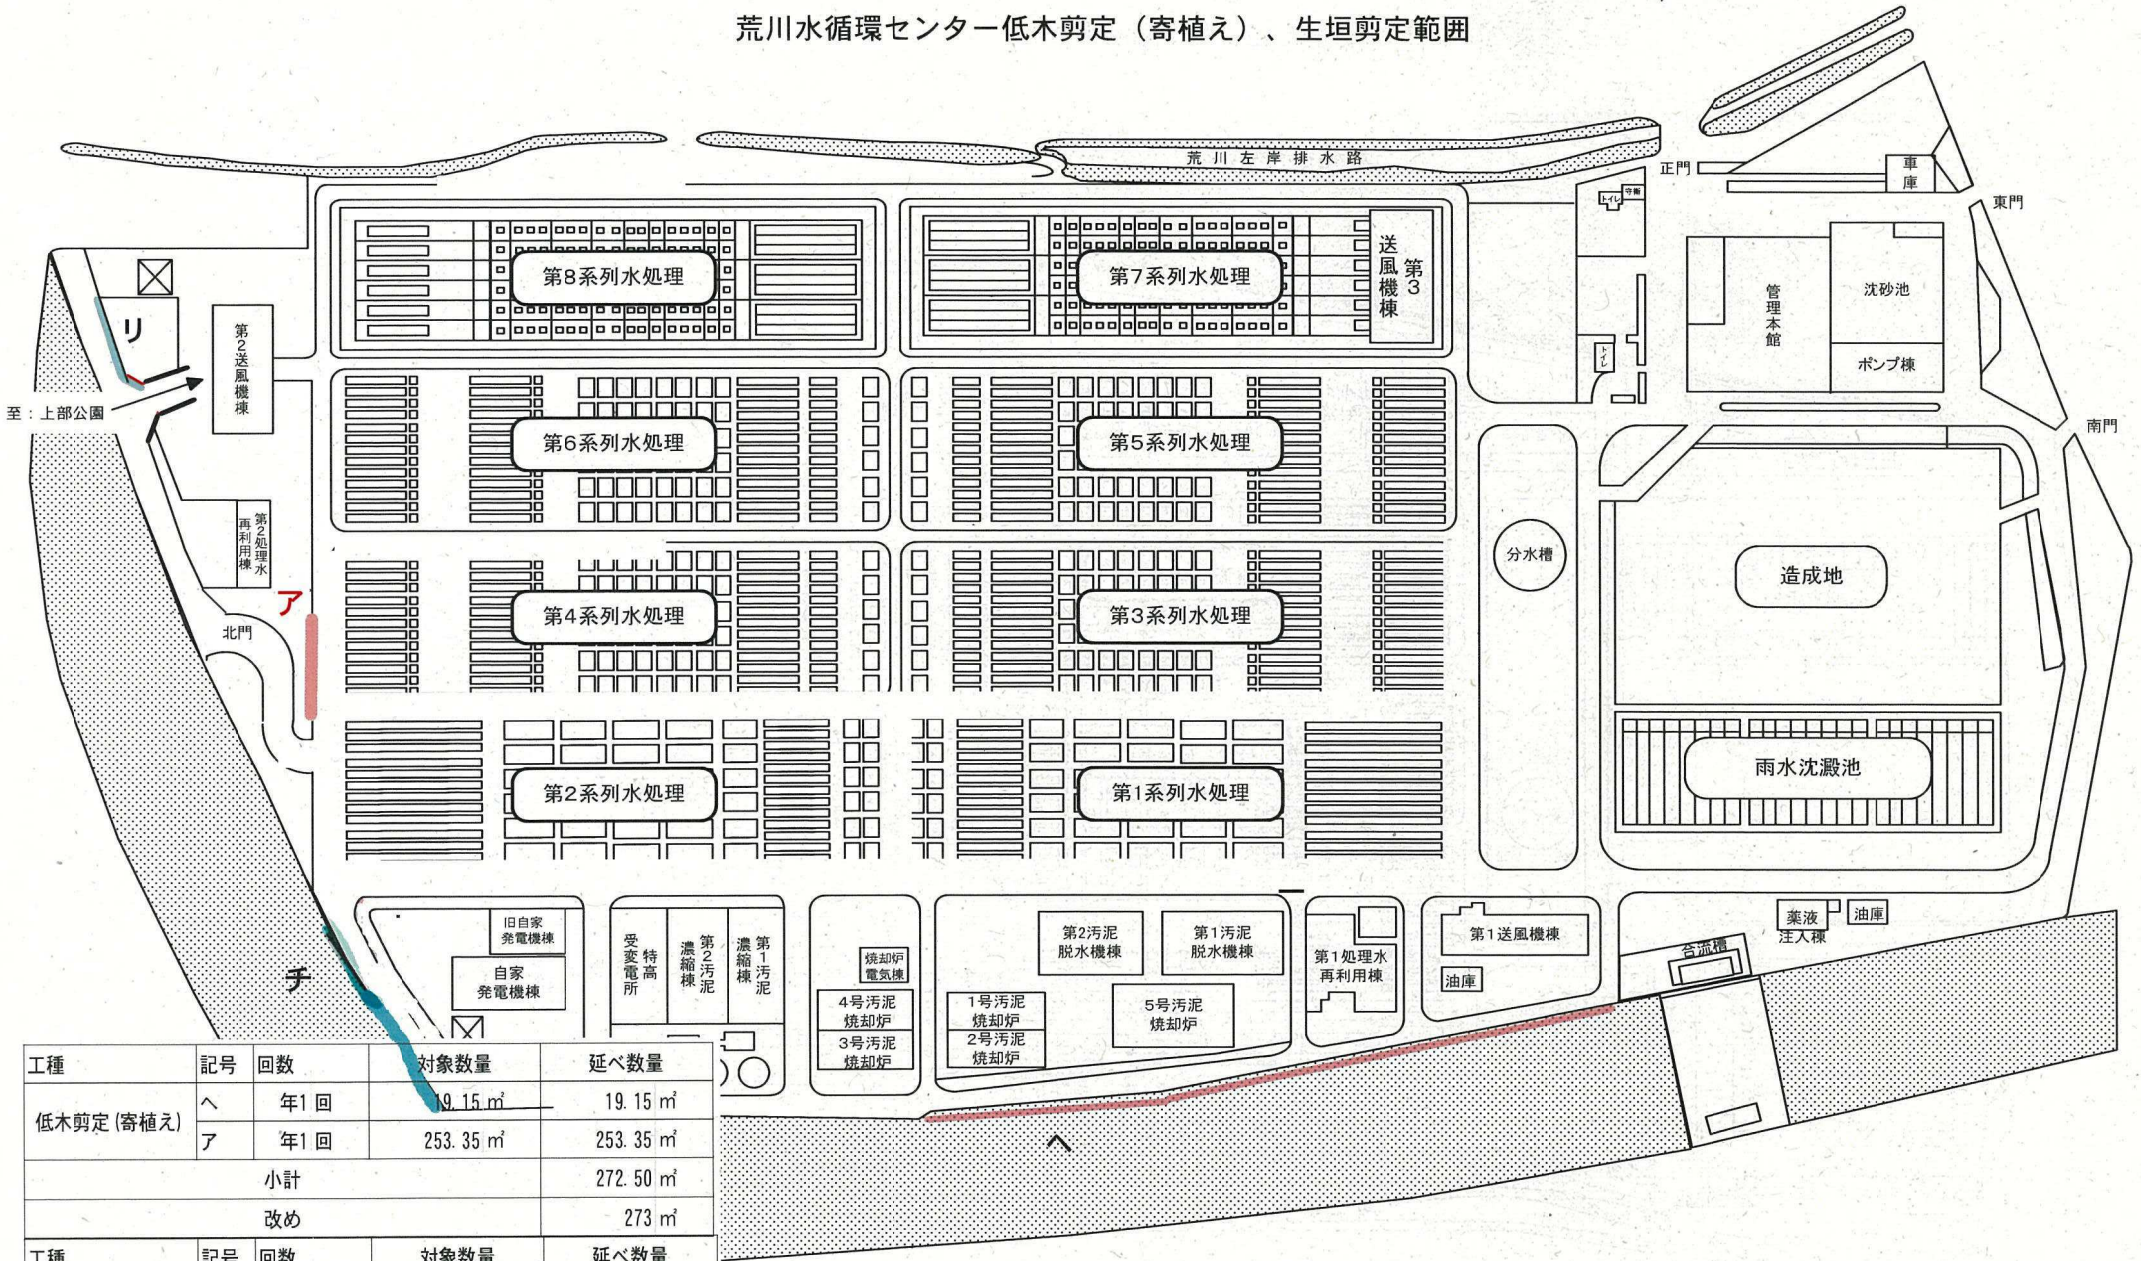 荒川水循環センター低木剪定（寄植え）、生垣剪定範囲
荒川左岸排水路
正門
車庫
守衛
トイレ
東門
第8系列水処理
第7系列水処理
第3
送風機棟
管理本館
沈砂池
ポンプ棟
トイレ
リ
第2送風機棟
至：上部公園
第6系列水処理
第5系列水処理
南門
第2処理水
再利用棟
分水槽
造成地
ア
北門
第4系列水処理
第3系列水処理
第2系列水処理
第1系列水処理
雨水沈澱池
チ
旧自家
発電機棟
自家
発電機棟
特高
受変電所
第2汚泥
濃縮棟
第1汚泥
濃縮棟
焼却炉
電気棟
4号汚泥
焼却炉
3号汚泥
焼却炉
第2汚泥
脱水機棟
第1汚泥
脱水機棟
1号汚泥
焼却炉
2号汚泥
焼却炉
5号汚泥
焼却炉
第1処理水
再利用棟
第1送風機棟
油庫
合流槽
薬液
注入棟
油庫
ヘ
工種 記号 回数 対象数量 延べ数量
低木剪定(寄植え) ヘ 年1回 19.15㎡ 19.15㎡
ア 年1回 253.35㎡ 253.35㎡
小計 272.50㎡
改め 273㎡
工種 記号 回数 対象数量 延べ数量